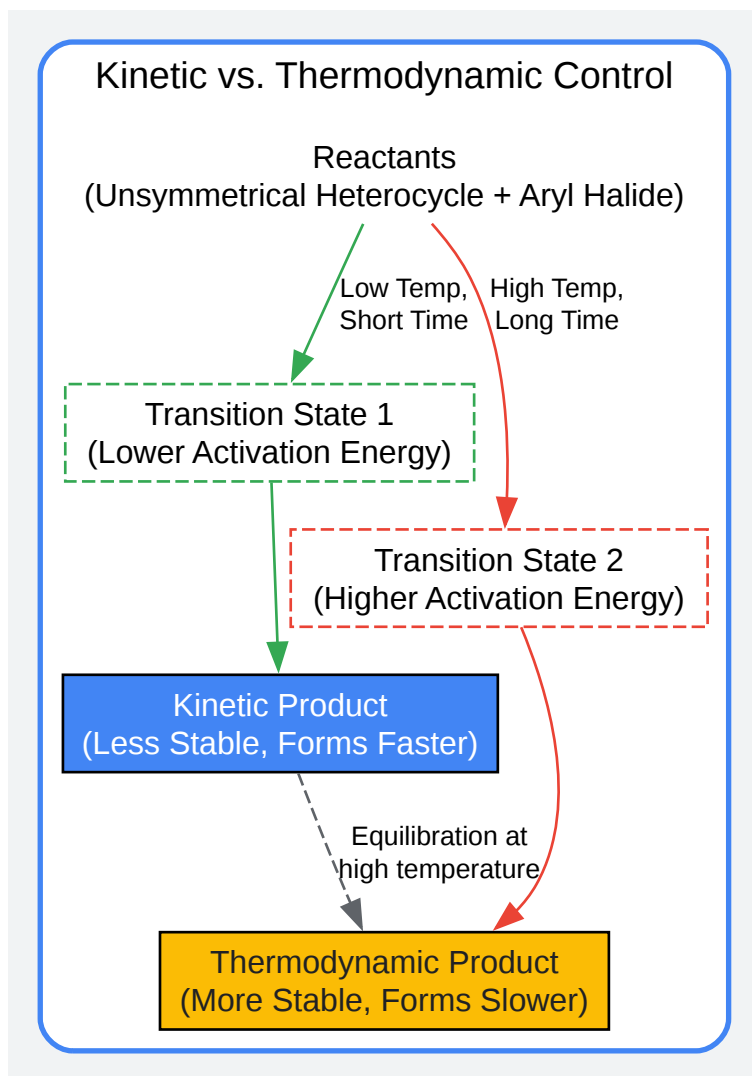 Kinetic vs. Thermodynamic Control
Reactants
(Unsymmetrical Heterocycle + Aryl Halide)
Low Temp,
Short Time
High Temp,
Long Time
Transition State 1
(Lower Activation Energy)
Transition State 2
(Higher Activation Energy)
Kinetic Product
(Less Stable, Forms Faster)
Equilibration at
high temperature
Thermodynamic Product
(More Stable, Forms Slower)